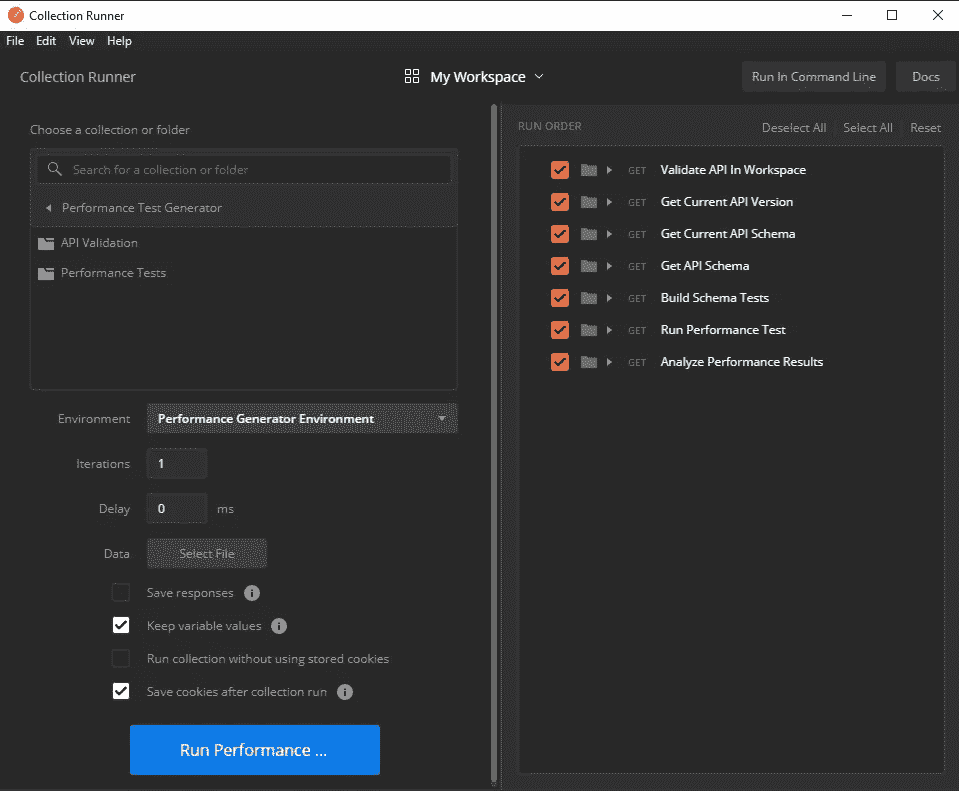 Collection Runner
File Edit View Help
Collection Runner
My Workspace
Run In Command Line
Docs
Choose a collection or folder
Search for a collection or folder
Performance Test Generator
API Validation
Performance Tests
Environment Performance Generator Environment
Iterations 1
Delay 0 ms
Data Select File
Save responses
Keep variable values
Run collection without using stored cookies
Save cookies after collection run
Run Performance ...
RUN ORDER
Deselect All Select All Reset
GET Validate API In Workspace
GET Get Current API Version
GET Get Current API Schema
GET Get API Schema
GET Build Schema Tests
GET Run Performance Test
GET Analyze Performance Results